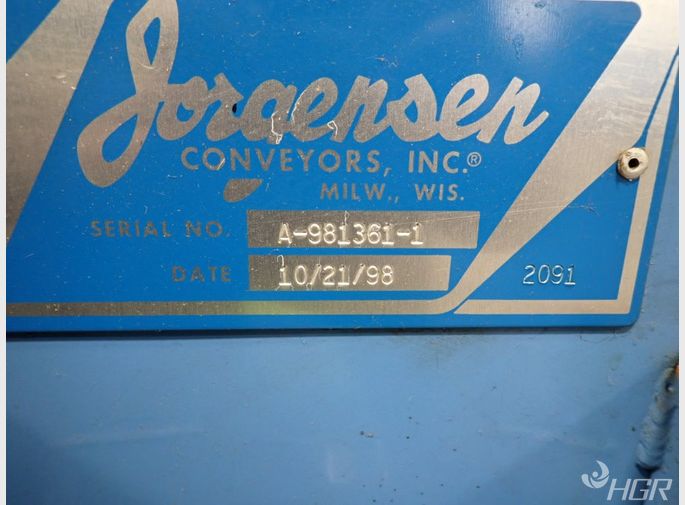 Jorgensen
CONVEYORS, INC.®
MILW., WIS.
SERIAL NO. A-981361-1
DATE 10/21/98 2091
HGR